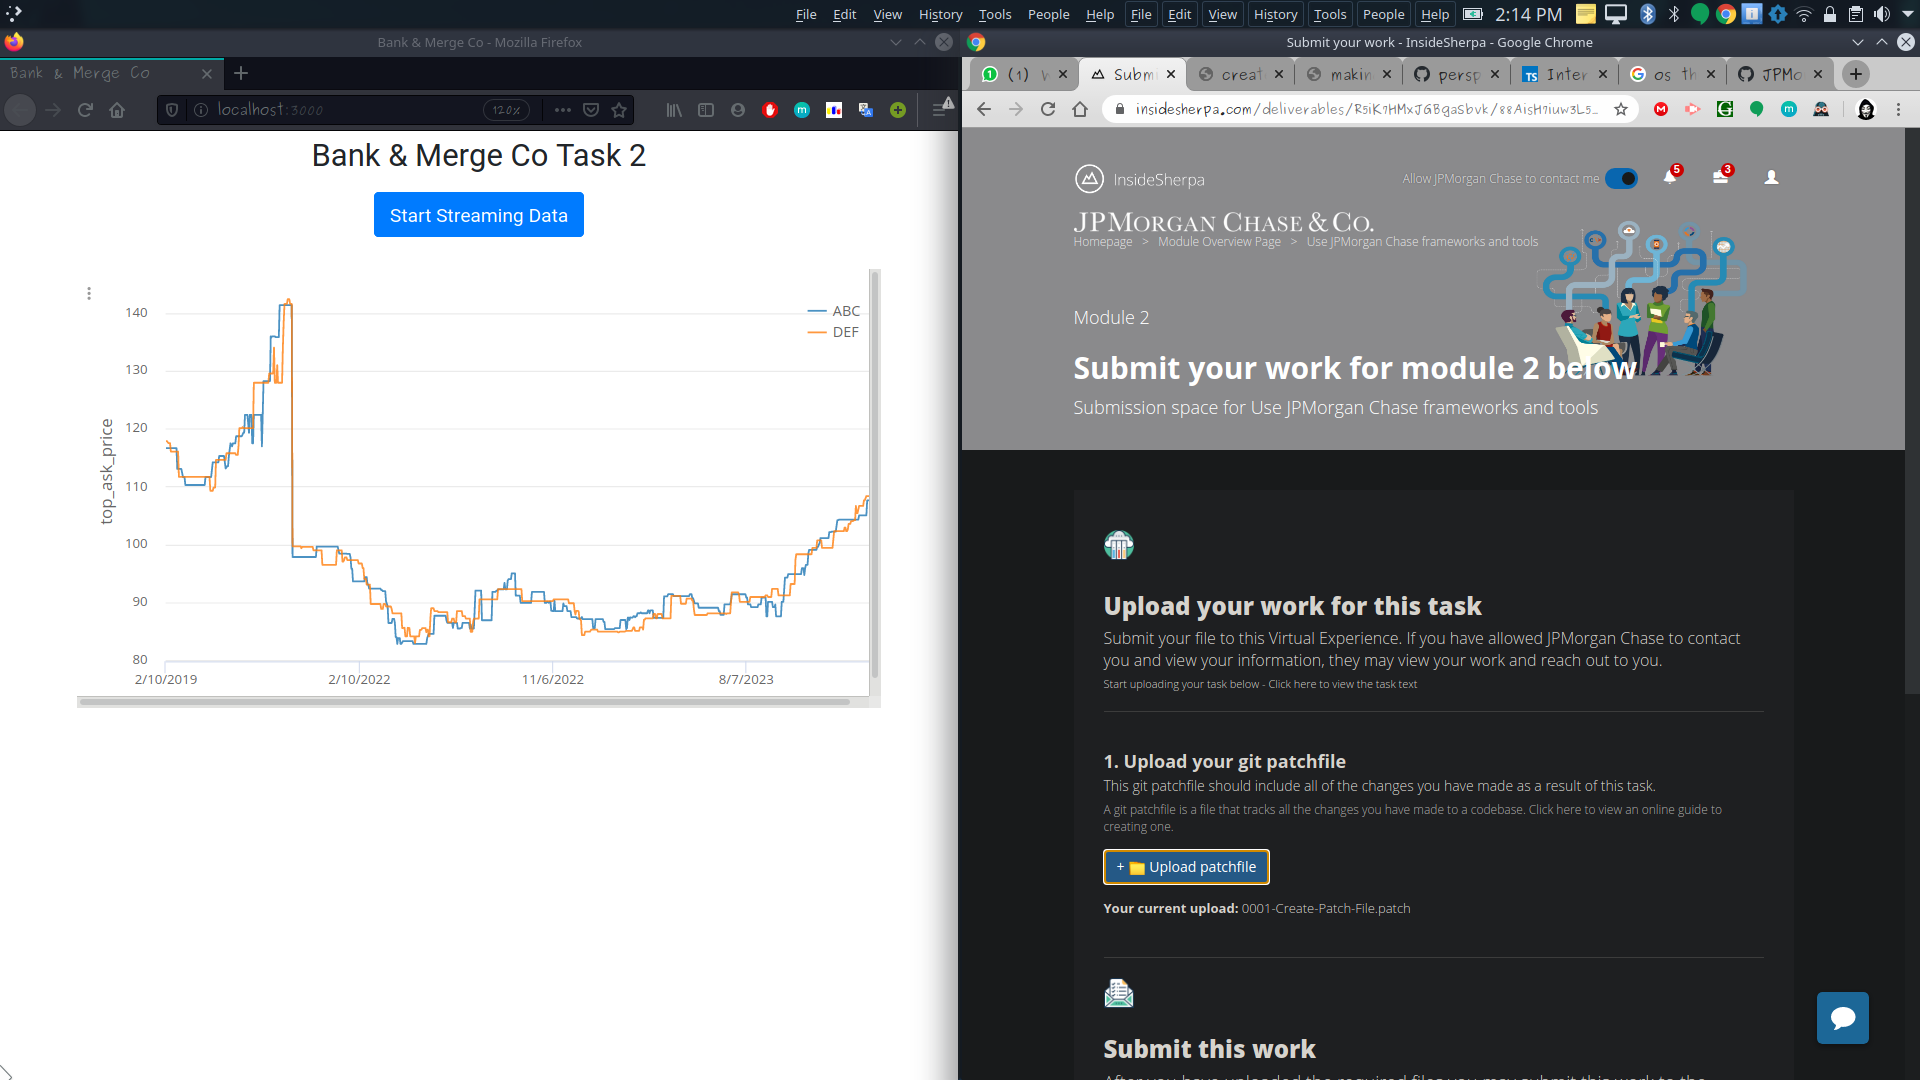 File Edit View History Tools People Help File Edit View History Tools People Help 2:14 PM
Bank & Merge Co - Mozilla Firefox
Bank & Merge Co
localhost:3000
120%
Bank & Merge Co Task 2
Start Streaming Data
ABC
DEF
top_ask_price
140
130
120
110
100
90
80
2/10/2019 2/10/2022 11/6/2022 8/7/2023
Submit your work - InsideSherpa - Google Chrome
(1) Subm creat makin persp Inter os th JPMo
insidesherpa.com/deliverables/R5iK7HMxJGBgaSbvk/88AisH7iuw3L5...
InsideSherpa
Allow JPMorgan Chase to contact me
5
3
JPMORGAN CHASE & CO.
Homepage > Module Overview Page > Use JPMorgan Chase frameworks and tools
Module 2
Submit your work for module 2 below
Submission space for Use JPMorgan Chase frameworks and tools
Upload your work for this task
Submit your file to this Virtual Experience. If you have allowed JPMorgan Chase to contact
you and view your information, they may view your work and reach out to you.
Start uploading your task below - Click here to view the task text
1. Upload your git patchfile
This git patchfile should include all of the changes you have made as a result of this task.
A git patchfile is a file that tracks all the changes you have made to a codebase. Click here to view an online guide to
creating one.
+ Upload patchfile
Your current upload: 0001-Create-Patch-File.patch
Submit this work